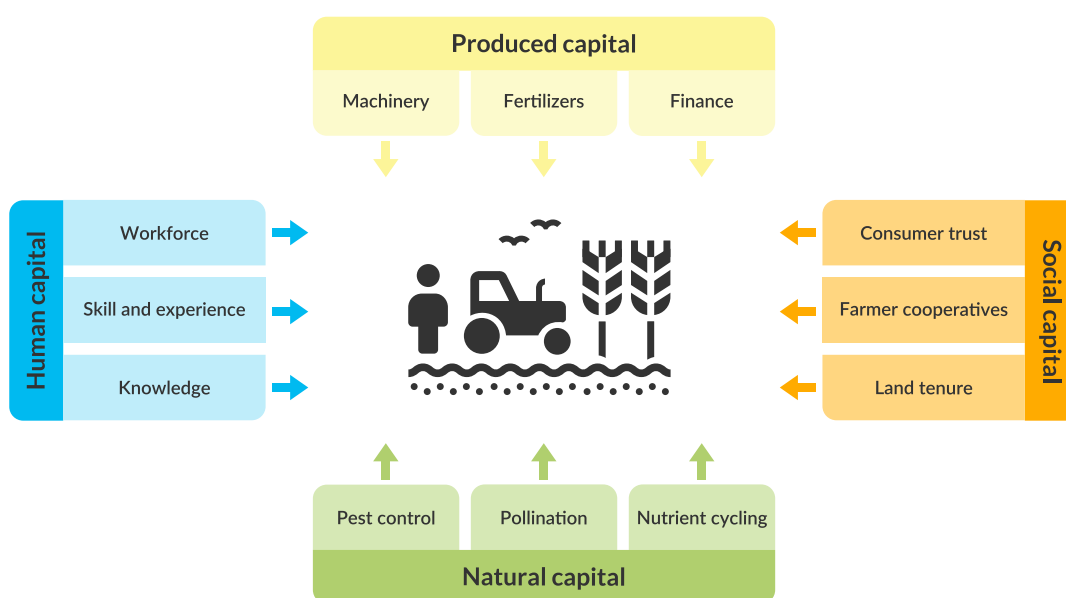 Produced capital
Machinery
Fertilizers
Finance
Human capital
Workforce
Skill and experience
Knowledge
Consumer trust
Farmer cooperatives
Land tenure
Social capital
Pest control
Pollination
Nutrient cycling
Natural capital